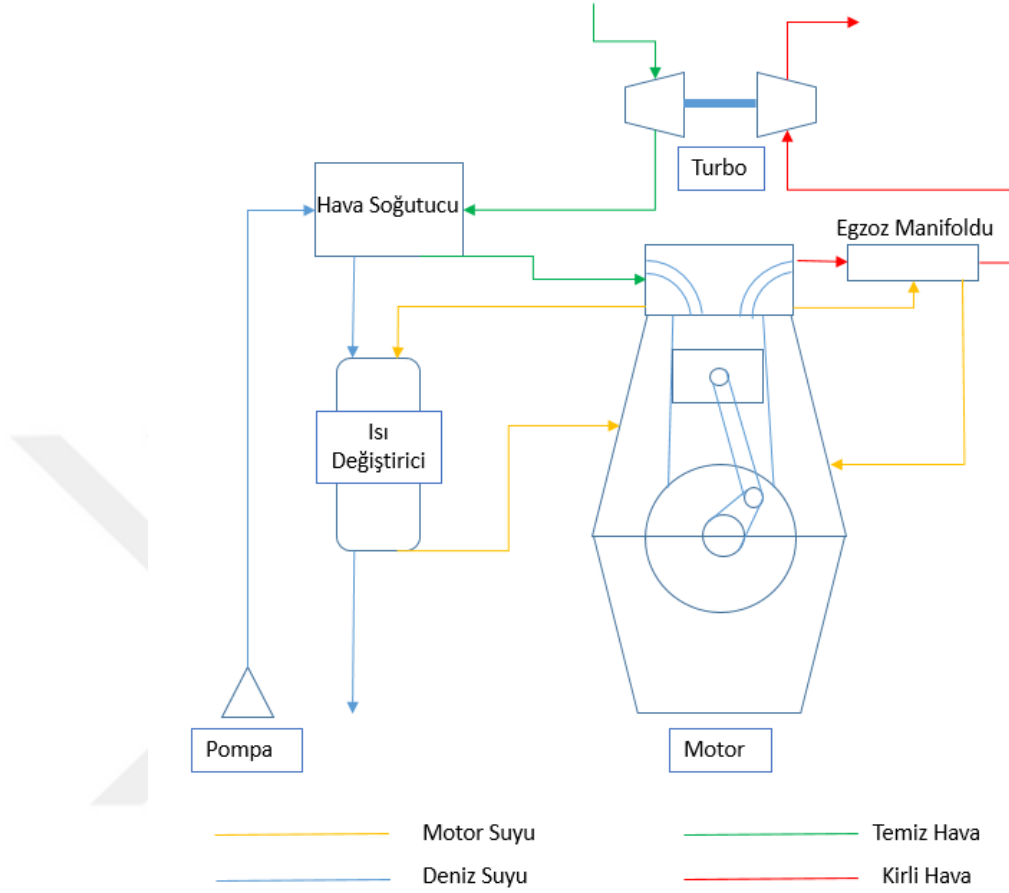 Turbo
Hava Soğutucu
Egzoz Manifoldu
Isı
Değiştirici
Pompa
Motor
Motor Suyu
Temiz Hava
Deniz Suyu
Kirli Hava